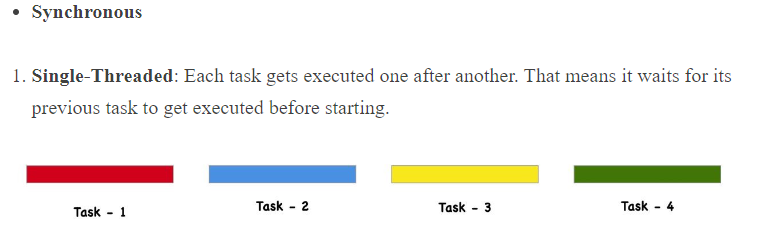 • Synchronous
1. Single-Threaded: Each task gets executed one after another. That means it waits for its
previous task to get executed before starting.
Task - 1 Task - 2 Task - 3 Task - 4